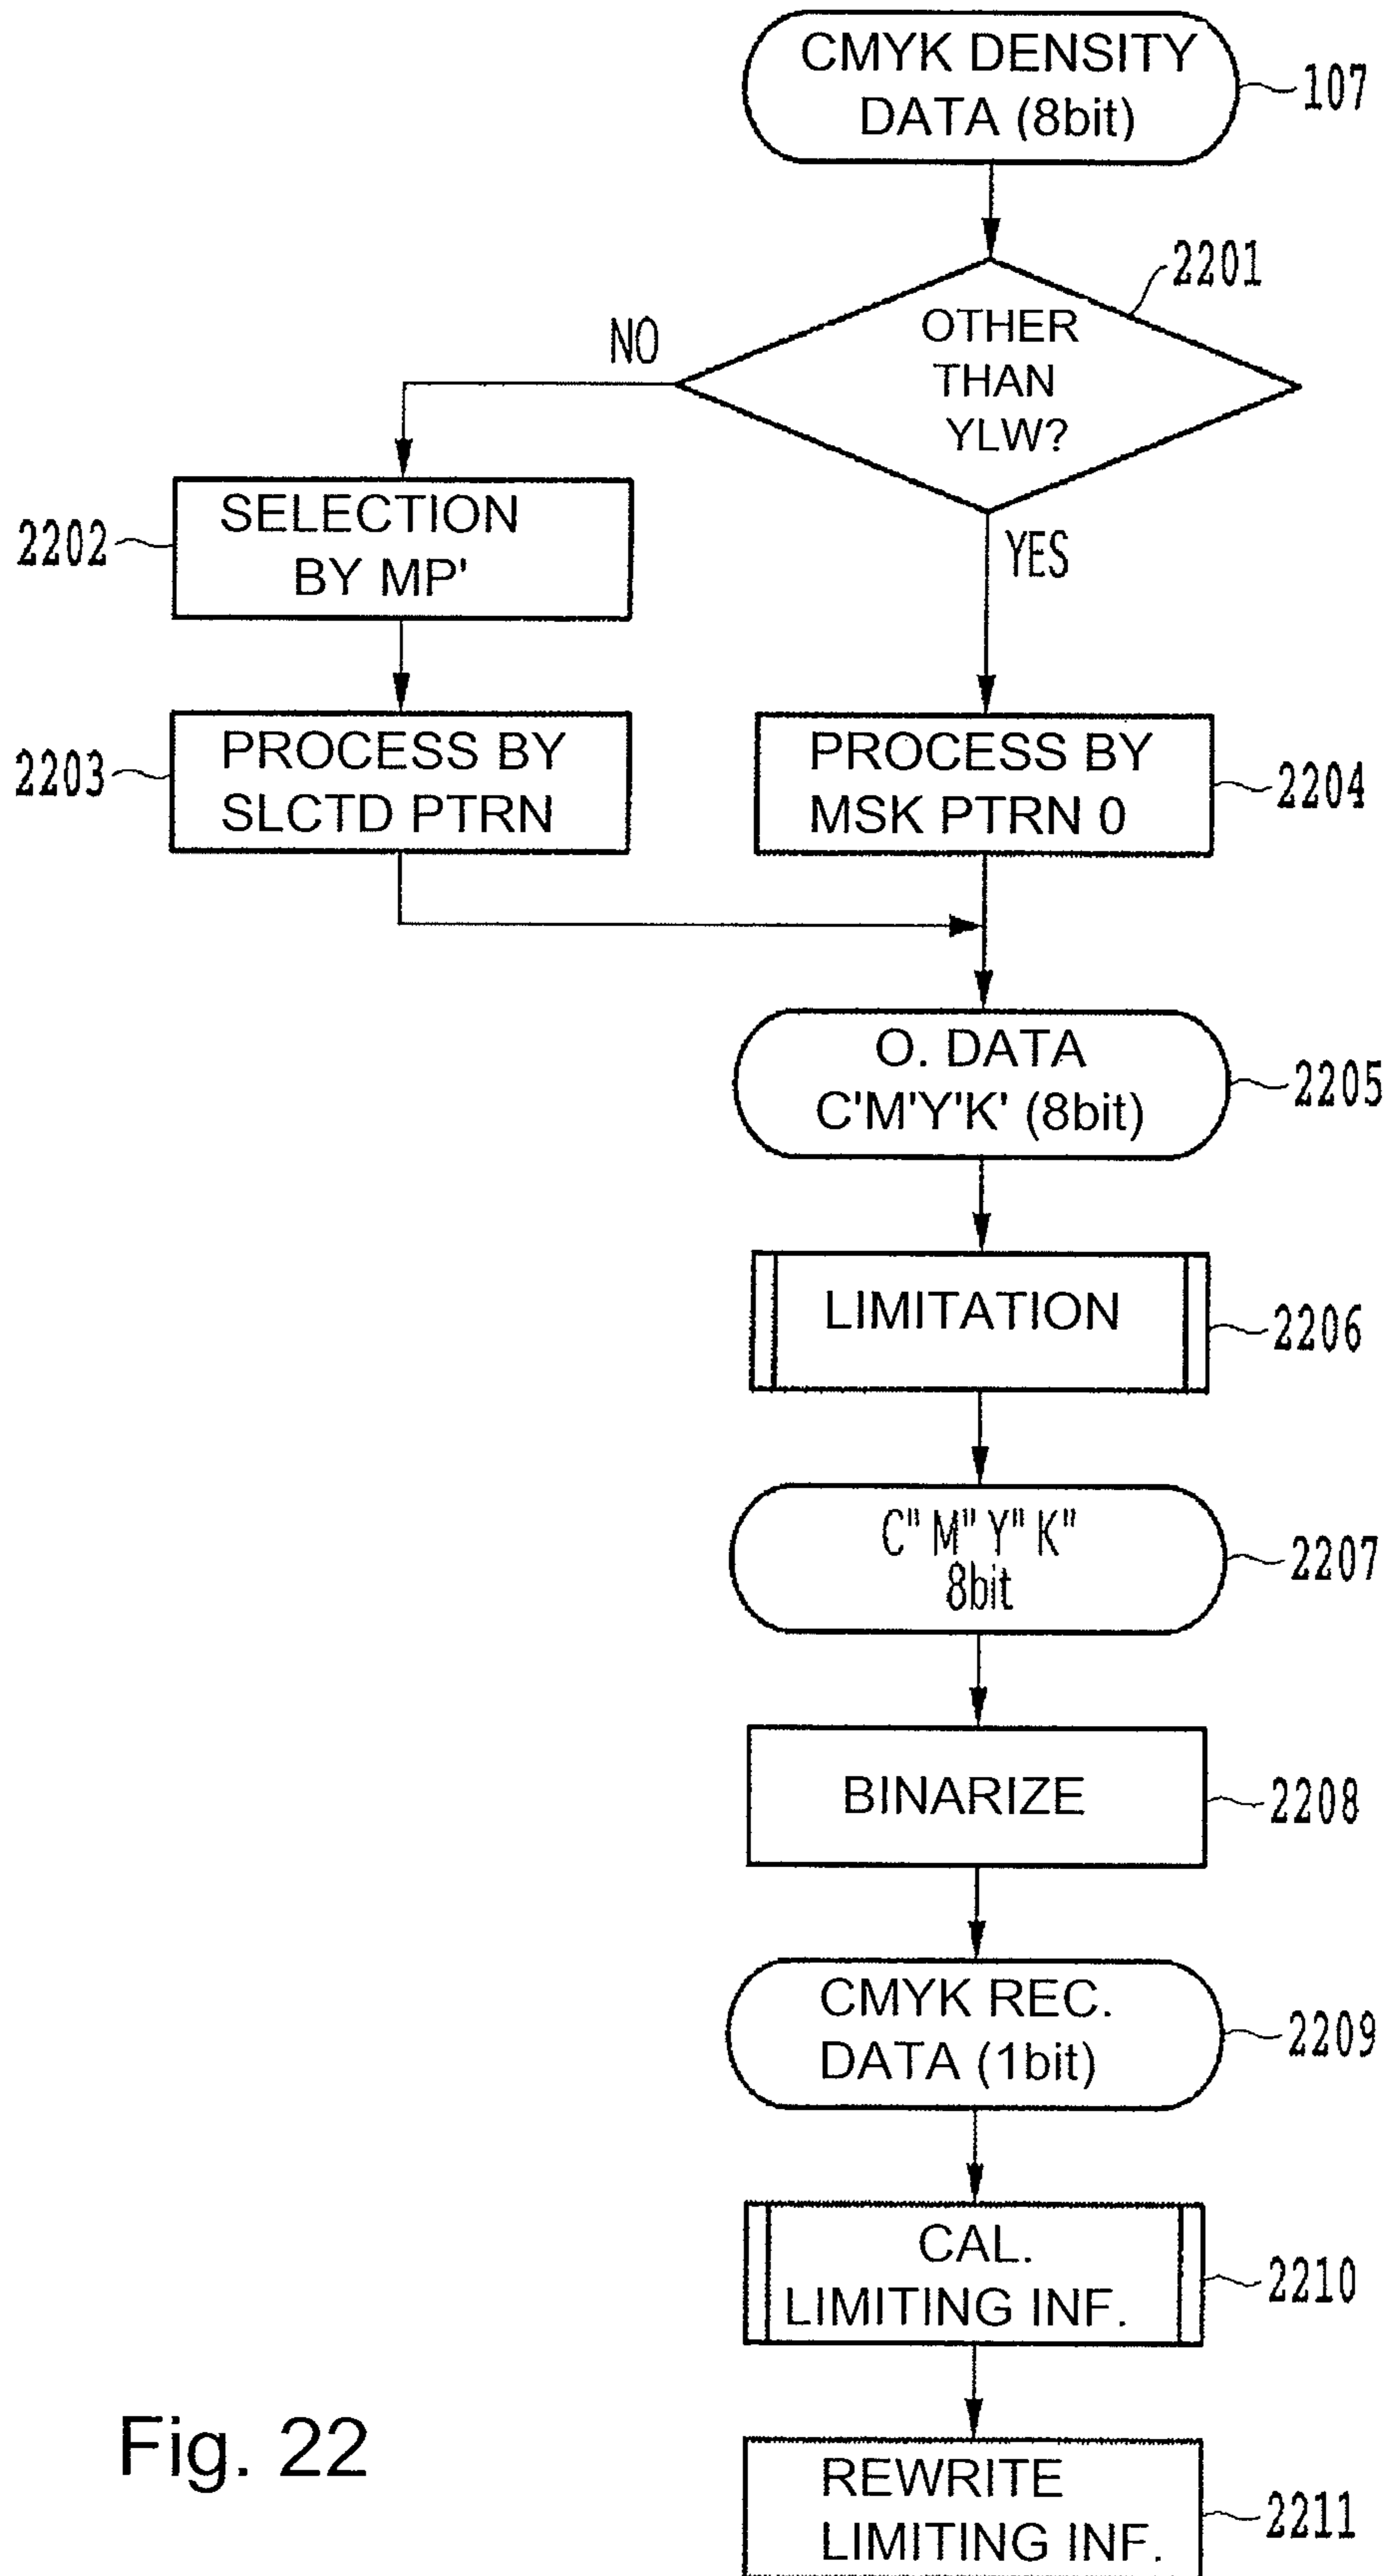 CMYK DENSITY
DATA (8bit)
107
2201
OTHER
THAN
YLW?
NO
YES
2202
SELECTION
BY MP'
2203
PROCESS BY
SLCTD PTRN
PROCESS BY
MSK PTRN 0
2204
O. DATA
C'M'Y'K' (8bit)
2205
LIMITATION
2206
C" M" Y" K"
8bit
2207
BINARIZE
2208
CMYK REC.
DATA (1bit)
2209
CAL.
LIMITING INF.
2210
REWRITE
LIMITING INF.
2211
Fig. 22